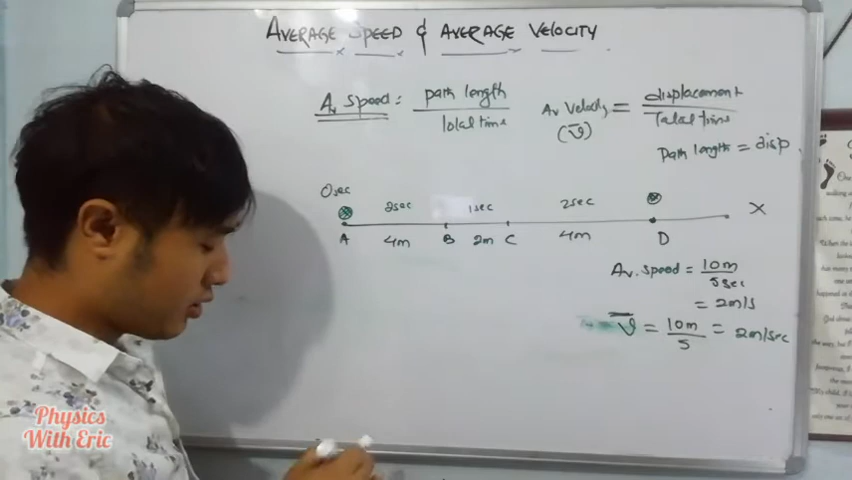 AVERAGE SPEED & AVERAGE VELOCITY
Av speed = path length / Total time
Av Velocity (v̅) = displacement / Total time
Path length = disp.
0sec
2sec 1sec 2sec X
A 4m B 2m C 4m D
Av. speed = 10m / 5sec
= 2m/s
v̅ = 10m / 5 = 2m/sec
Physics
With Eric